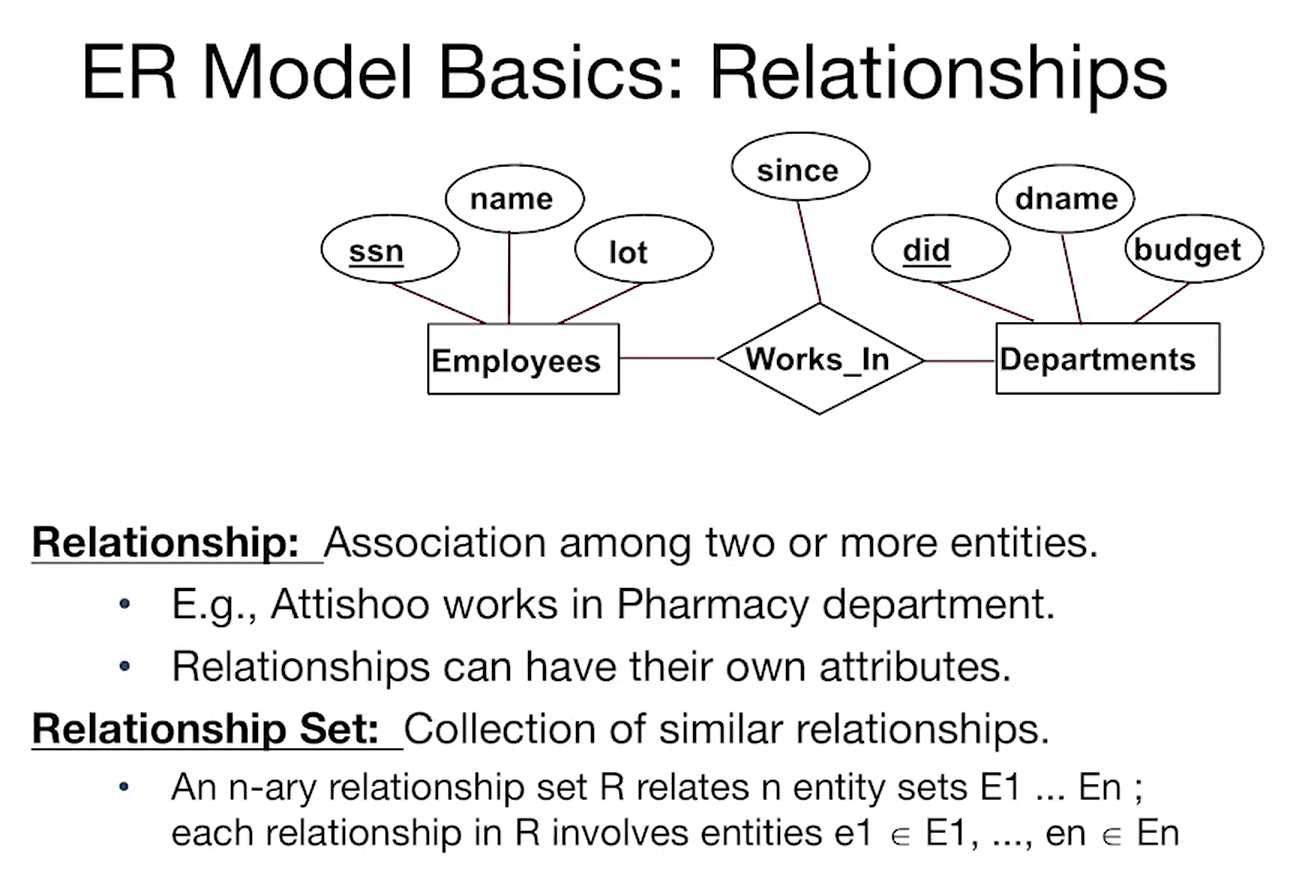 ER Model Basics: Relationships
since
name
dname
ssn
lot
did
budget
Employees
Works_In
Departments
Relationship: Association among two or more entities.
• E.g., Attishoo works in Pharmacy department.
• Relationships can have their own attributes.
Relationship Set: Collection of similar relationships.
• An n-ary relationship set R relates n entity sets E1 ... En ;
each relationship in R involves entities e1 ∈ E1, ..., en ∈ En